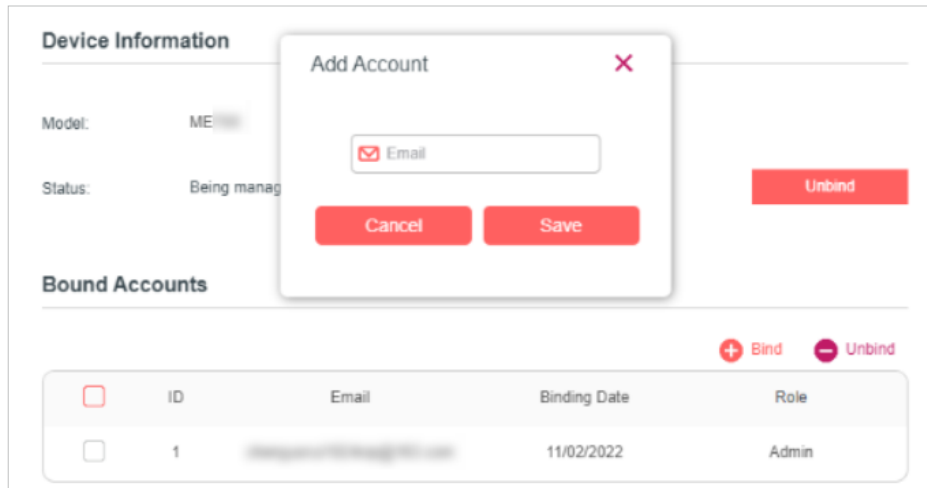 Device Information
Add Account
Model:
ME
Email
Status:
Being manag
Unbind
Cancel
Save
Bound Accounts
Bind
Unbind
ID
Email
Binding Date
Role
1
11/02/2022
Admin